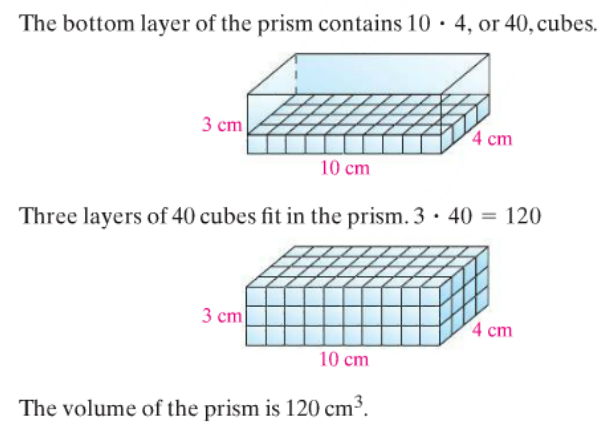 The bottom layer of the prism contains 10 · 4, or 40, cubes.
3 cm
4 cm
10 cm
Three layers of 40 cubes fit in the prism. 3 · 40 = 120
3 cm
4 cm
10 cm
The volume of the prism is 120 cm³.